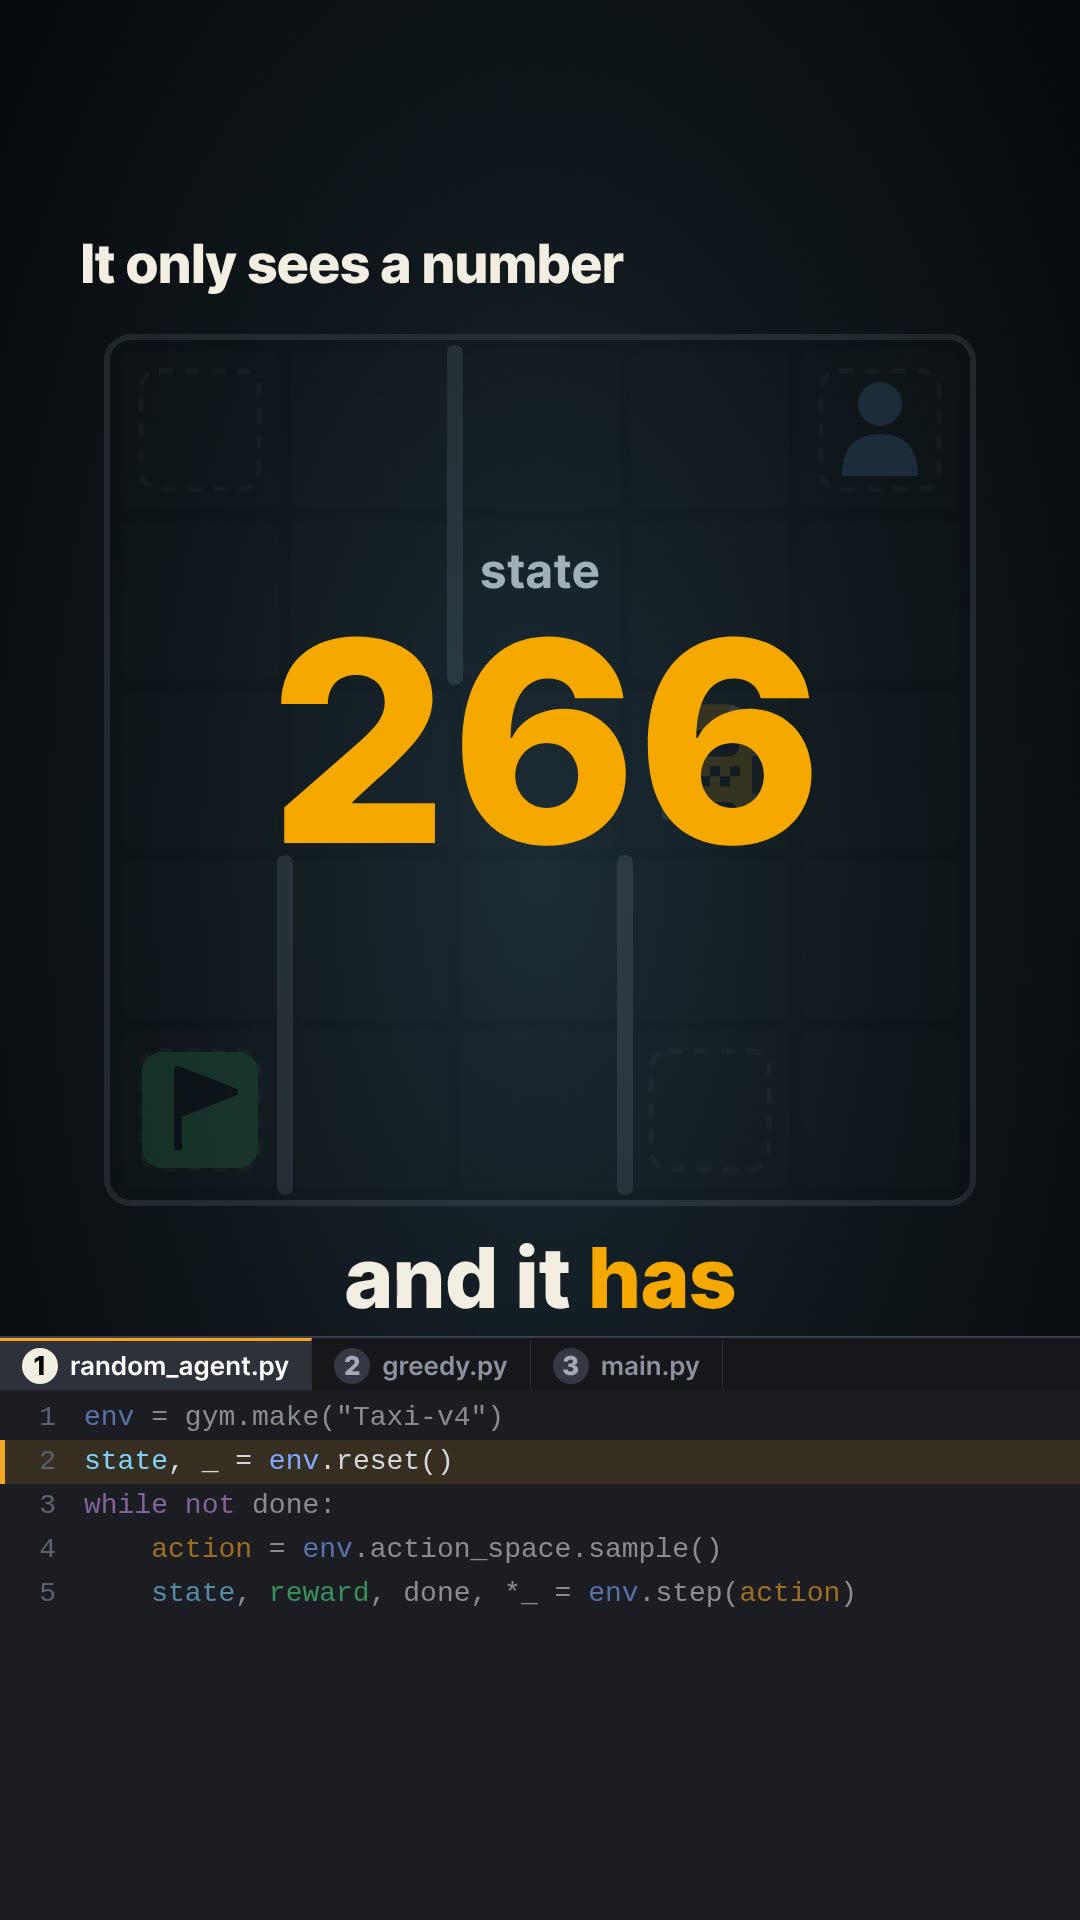 It only sees a number
state
266
and it has
1 random_agent.py 2 greedy.py 3 main.py
1 env = gym.make("Taxi-v4")
2 state, _ = env.reset()
3 while not done:
4     action = env.action_space.sample()
5     state, reward, done, *_ = env.step(action)